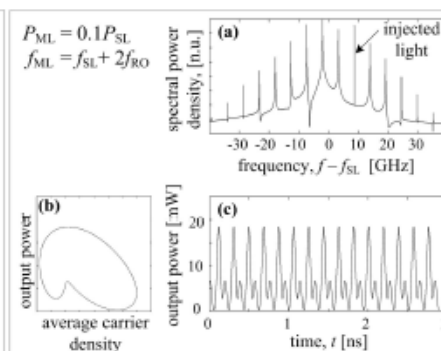 P_ML = 0.1P_SL
f_ML = f_SL + 2f_RO
(a)
injected
light
spectral power
density, [n.u.]
-30 -20 -10 0 10 20 30
frequency, f – f_SL [GHz]
(b)
output power
average carrier
density
(c)
output power [mW]
20
10
0
0 1 2
time, t [ns]